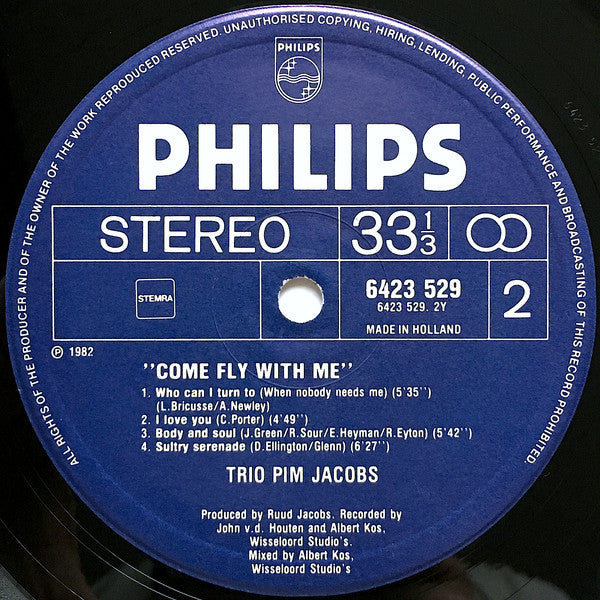 ALL RIGHTS OF THE PRODUCER AND OF THE OWNER OF THE WORK REPRODUCED RESERVED. UNAUTHORISED COPYING, HIRING, LENDING, PUBLIC PERFORMANCE AND BROADCASTING OF THIS RECORD PROHIBITED.
PHILIPS
PHILIPS
STEREO 33 1/3
STEMRA
6423 529
6423 529. 2Y
MADE IN HOLLAND
2
Ⓟ 1982
"COME FLY WITH ME"
1. Who can I turn to (When nobody needs me) (5'35'')
(L.Bricusse/A.Newley)
2. I love you (C.Porter) (4'49'')
3. Body and soul (J.Green/R.Sour/E.Heyman/R.Eyton) (5'42'')
4. Sultry serenade (D.Ellington/Glenn) (6'27'')
TRIO PIM JACOBS
Produced by Ruud Jacobs. Recorded by
John v.d. Houten and Albert Kos,
Wisseloord Studio's.
Mixed by Albert Kos,
Wisseloord Studio's